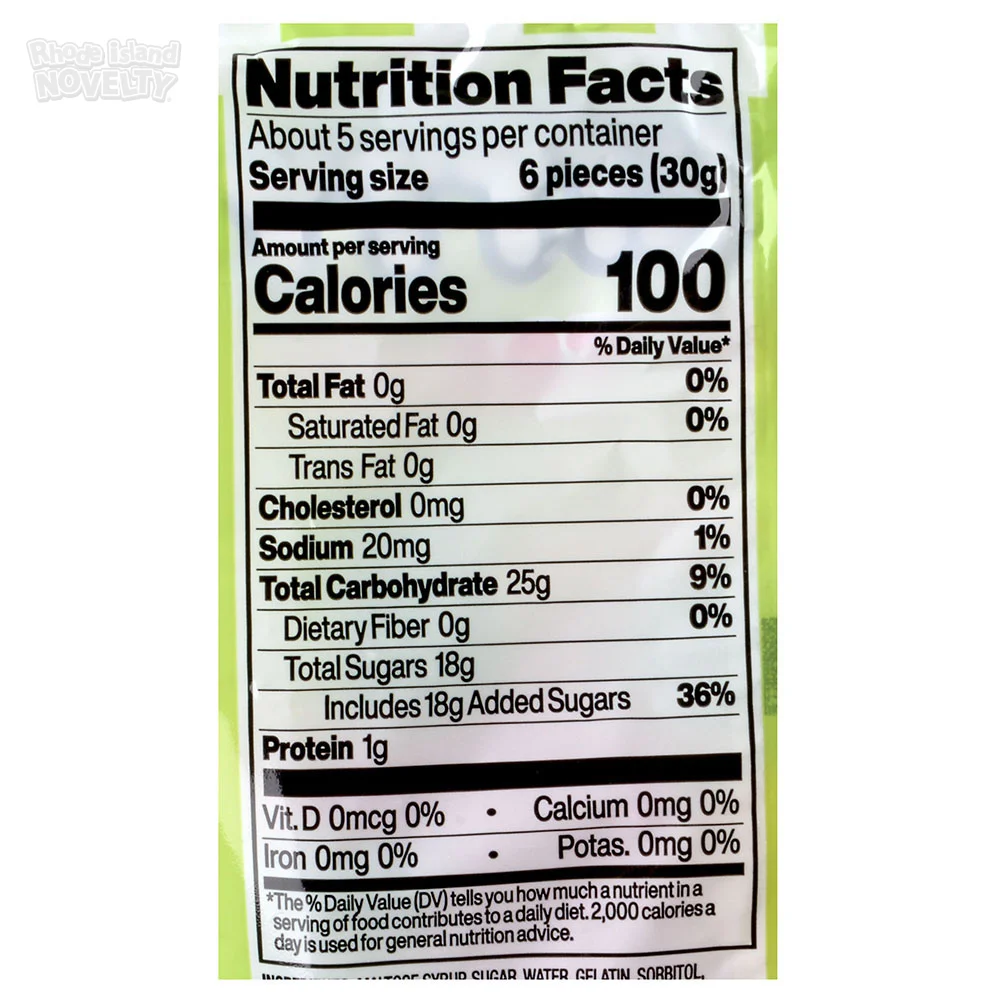 Rhode Island
NOVELTY
Nutrition Facts
About 5 servings per container
Serving size 6 pieces (30g)
Amount per serving
Calories 100
% Daily Value*
Total Fat 0g 0%
Saturated Fat 0g 0%
Trans Fat 0g
Cholesterol 0mg 0%
Sodium 20mg 1%
Total Carbohydrate 25g 9%
Dietary Fiber 0g 0%
Total Sugars 18g
Includes 18g Added Sugars 36%
Protein 1g
Vit. D 0mcg 0% • Calcium 0mg 0%
Iron 0mg 0% • Potas. 0mg 0%
*The % Daily Value (DV) tells you how much a nutrient in a
serving of food contributes to a daily diet. 2,000 calories a
day is used for general nutrition advice.
SYRUP, SUGAR, WATER, GELATIN, SORBITOL,